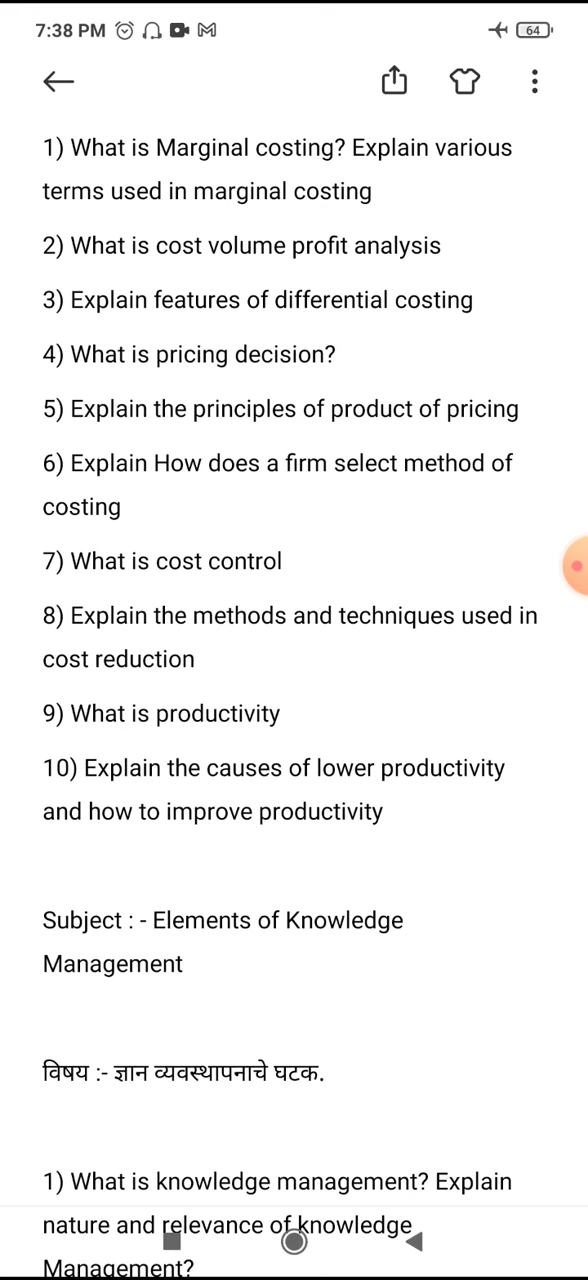 7:38 PM
64
1) What is Marginal costing? Explain various
terms used in marginal costing
2) What is cost volume profit analysis
3) Explain features of differential costing
4) What is pricing decision?
5) Explain the principles of product of pricing
6) Explain How does a firm select method of
costing
7) What is cost control
8) Explain the methods and techniques used in
cost reduction
9) What is productivity
10) Explain the causes of lower productivity
and how to improve productivity
Subject : - Elements of Knowledge
Management
विषय :- ज्ञान व्यवस्थापनाचे घटक.
1) What is knowledge management? Explain
nature and relevance of knowledge
Management?